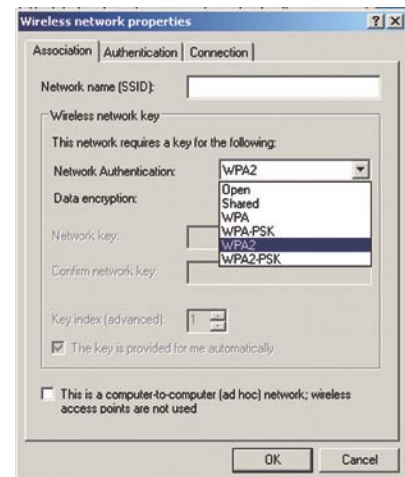 Wireless network properties
Association
Authentication
Connection
Network name (SSID):
Wireless network key
This network requires a key for the following:
Network Authentication:
WPA2
Open
Shared
WPA
WPA-PSK
WPA2
WPA2-PSK
Data encryption:
Network key:
Confirm network key:
Key index (advanced):
1
The key is provided for me automatically
This is a computer-to-computer (ad hoc) network; wireless
access points are not used
OK
Cancel